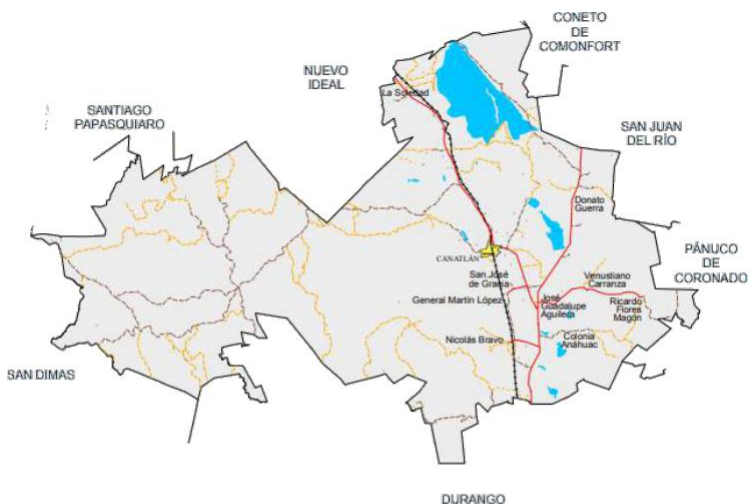 CONETO
DE
COMONFORT
NUEVO
IDEAL
La Soledad
SANTIAGO
PAPASQUIARO
SAN JUAN
DEL RÍO
Donato
Guerra
PÁNUCO
DE
CORONADO
CANATLÁN
San José
de Gracia
Venustiano
Carranza
General Martín López
José
Guadalupe
Aguilera
Ricardo
Flores
Magón
Nicolás Bravo
Colonia
Anáhuac
SAN DIMAS
DURANGO